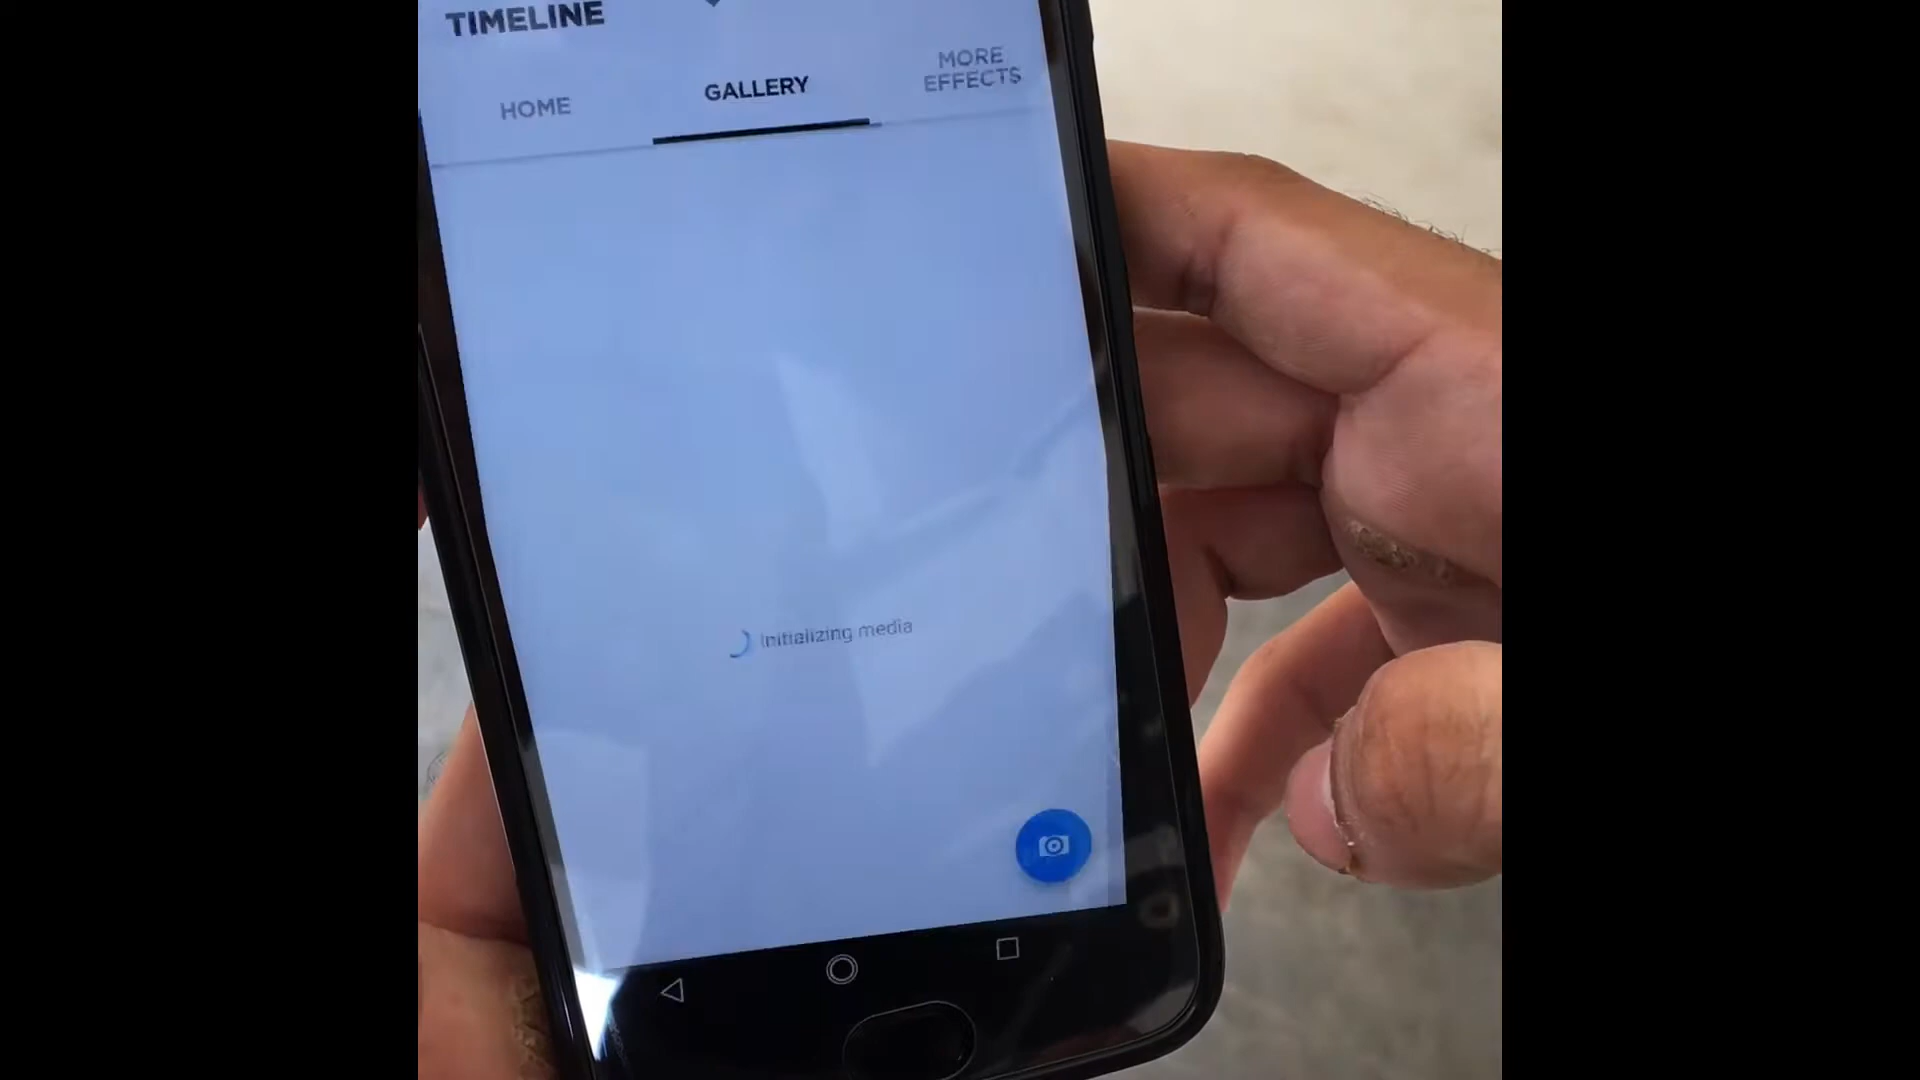 TIMELINE
HOME
GALLERY
MORE
EFFECTS
Initializing media